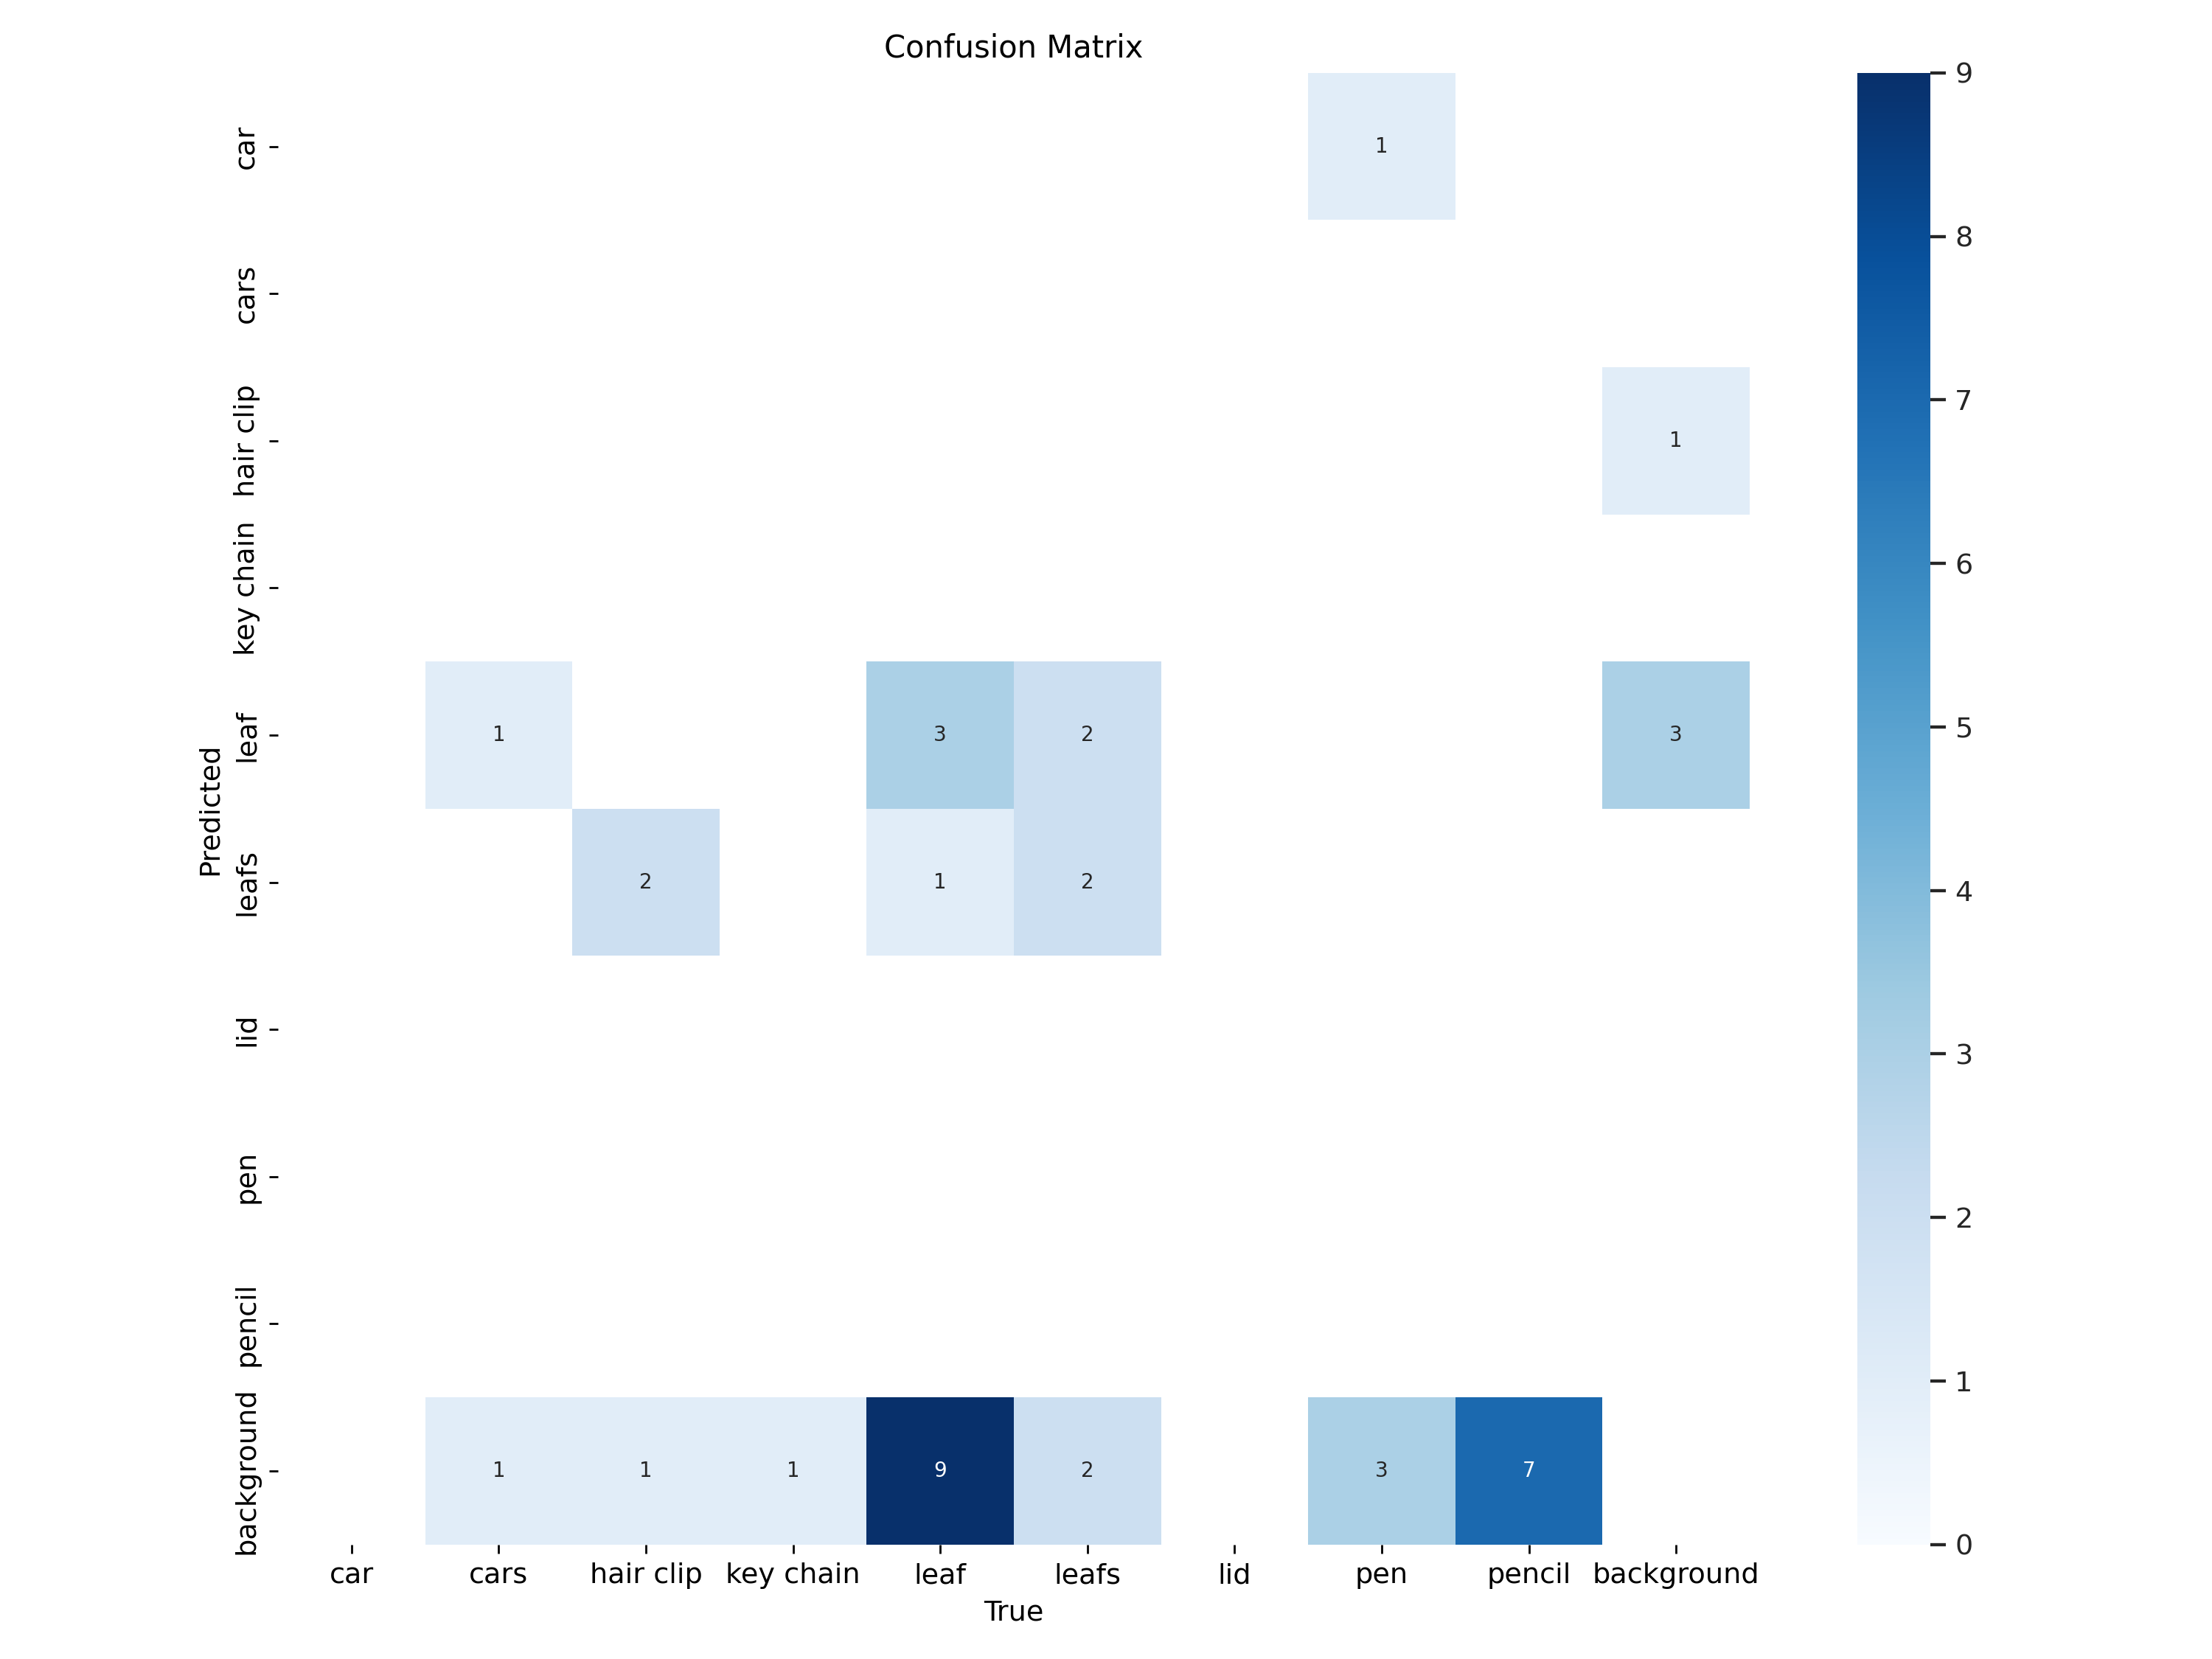 Confusion Matrix
car
cars
hair clip
key chain
leaf
leafs
lid
pen
pencil
background
Predicted
1
1
1 3 2 3
2 1 2
1 1 1 9 2 3 7
car cars hair clip key chain leaf leafs lid pen pencil background
True
9
8
7
6
5
4
3
2
1
0